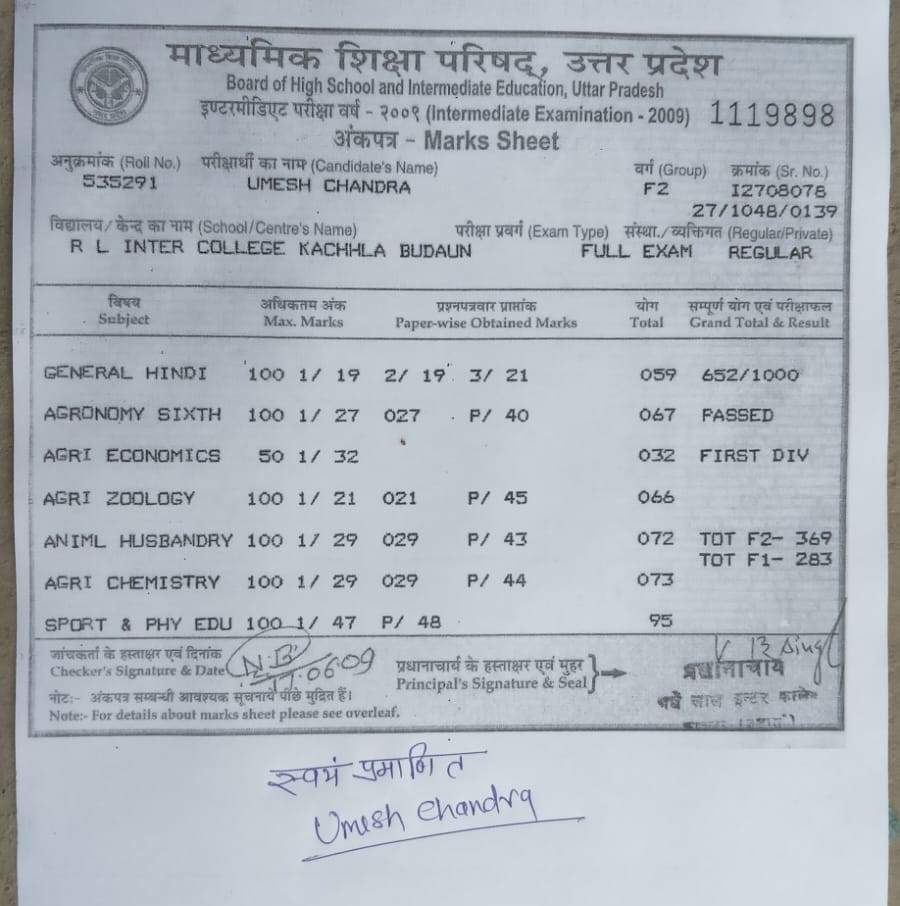 माध्यमिक शिक्षा परिषद्, उत्तर प्रदेश
Board of High School and Intermediate Education, Uttar Pradesh
इण्टरमीडिएट परीक्षा वर्ष - २००९ (Intermediate Examination - 2009) 1119898
अंकपत्र - Marks Sheet
अनुक्रमांक (Roll No.) परीक्षार्थी का नाम (Candidate's Name) वर्ग (Group) क्रमांक (Sr. No.)
535291 UMESH CHANDRA F2 I2708078
27/1048/0139
विद्यालय/ केन्द्र का नाम (School/Centre's Name) परीक्षा प्रवर्ग (Exam Type) संस्था./ व्यक्तिगत (Regular/Private)
R L INTER COLLEGE KACHHLA BUDAUN FULL EXAM REGULAR
विषय अधिकतम अंक प्रश्नपत्रवार प्राप्तांक योग सम्पूर्ण योग एवं परीक्षाफल
Subject Max. Marks Paper-wise Obtained Marks Total Grand Total & Result
GENERAL HINDI 100 1/ 19 2/ 19 3/ 21 059 652/1000
AGRONOMY SIXTH 100 1/ 27 027 P/ 40 067 PASSED
AGRI ECONOMICS 50 1/ 32 032 FIRST DIV
AGRI ZOOLOGY 100 1/ 21 021 P/ 45 066
ANIML HUSBANDRY 100 1/ 29 029 P/ 43 072 TOT F2- 369
TOT F1- 283
AGRI CHEMISTRY 100 1/ 29 029 P/ 44 073
SPORT & PHY EDU 100 1/ 47 P/ 48 95
जांचकर्ता के हस्ताक्षर एवं दिनांक
Checker's Signature & Date N.B. 06-09
प्रधानाचार्य के हस्ताक्षर एवं मुहर
Principal's Signature & Seal
V B Singh
प्रधानाचार्य
लाल इन्टर कालेज
नोट:- अंकपत्र सम्बन्धी आवश्यक सूचनायें पीछे मुद्रित हैं।
Note:- For details about marks sheet please see overleaf.
स्वयं प्रमाणित
Umesh Chandra